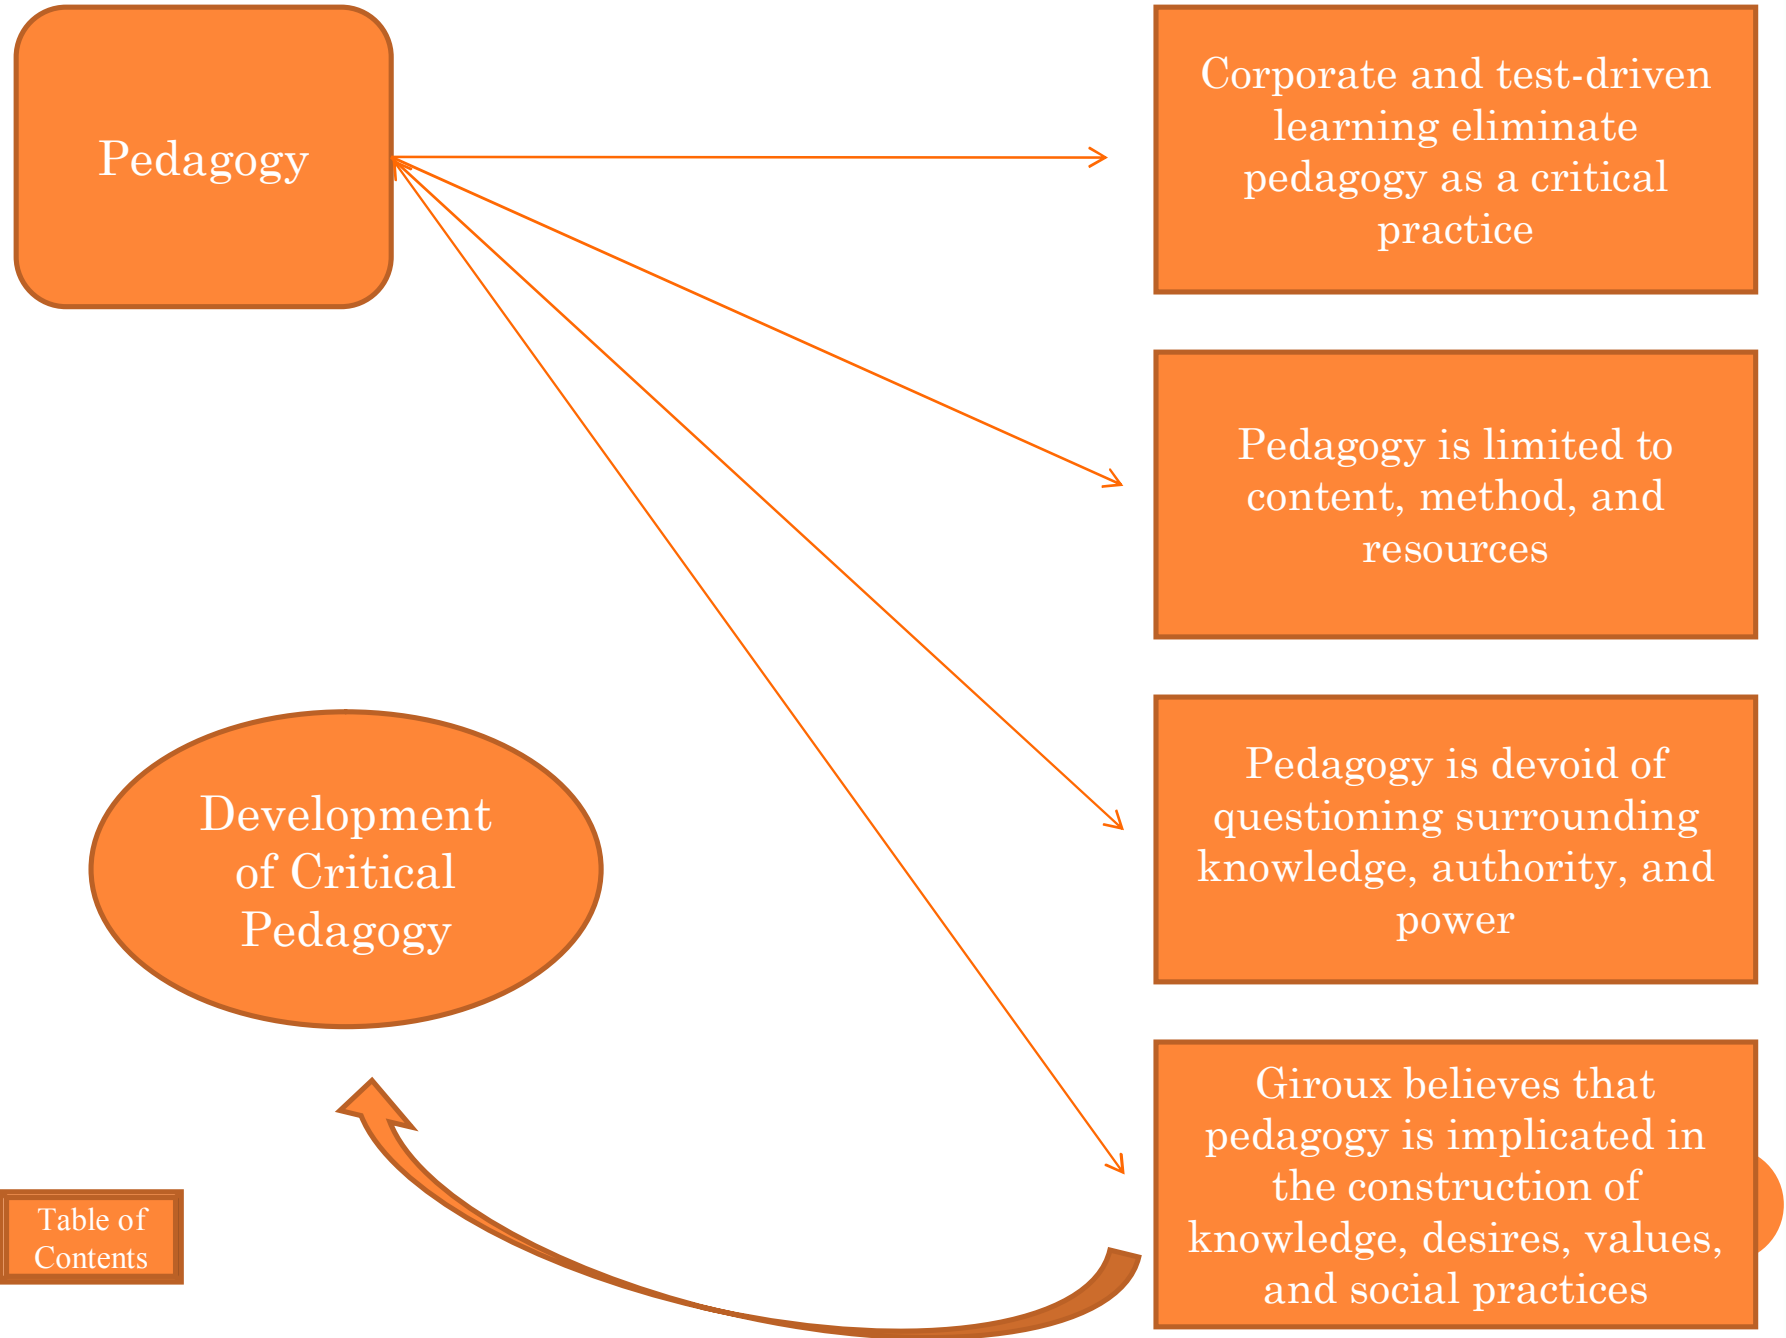 Pedagogy
Corporate and test-driven
learning eliminate
pedagogy as a critical
practice
Pedagogy is limited to
content, method, and
resources
Pedagogy is devoid of
questioning surrounding
knowledge, authority, and
power
Development
of Critical
Pedagogy
Giroux believes that
pedagogy is implicated in
the construction of
knowledge, desires, values,
and social practices
Table of
Contents